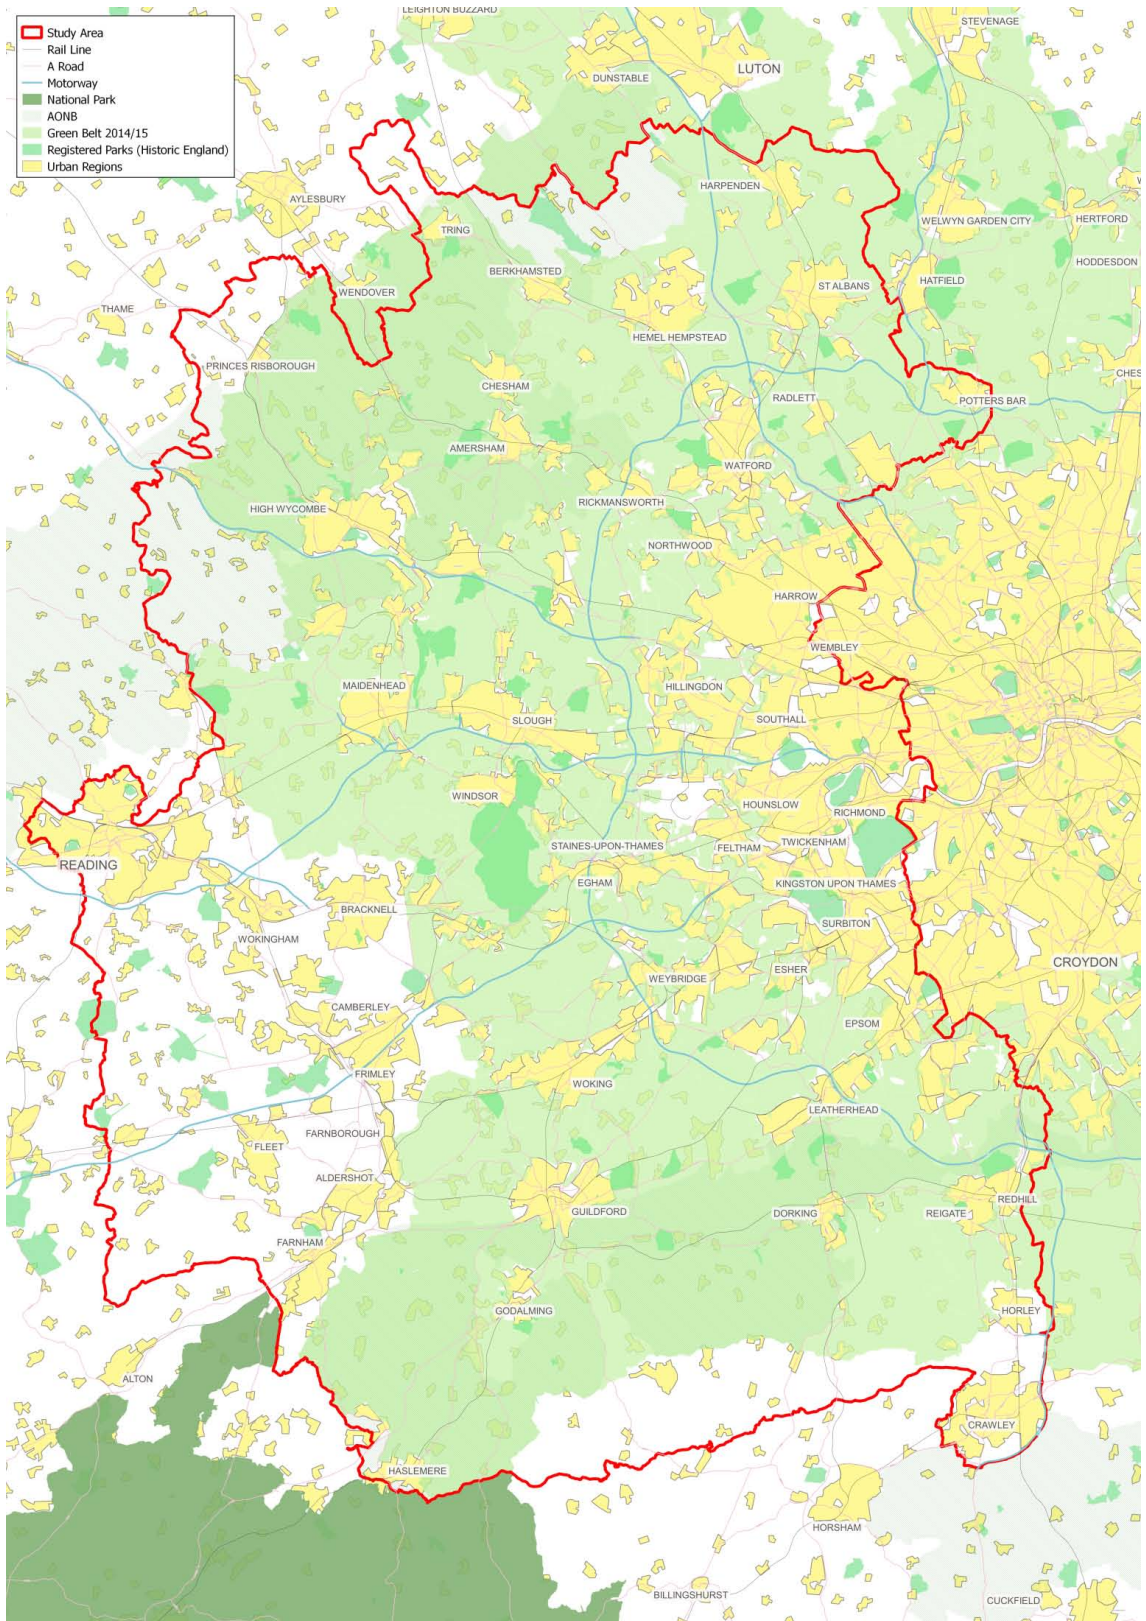 LEIGHTON BUZZARD
STEVENAGE
Study Area
Rail Line
A Road
Motorway
National Park
AONB
Green Belt 2014/15
Registered Parks (Historic England)
Urban Regions
DUNSTABLE
LUTON
HARPENDEN
AYLESBURY
TRING
WELWYN GARDEN CITY
HERTFORD
HODDESDON
BERKHAMSTED
ST ALBANS
HATFIELD
WENDOVER
THAME
HEMEL HEMPSTEAD
PRINCES RISBOROUGH
CHES
CHESHAM
RADLETT
POTTERS BAR
AMERSHAM
WATFORD
RICKMANSWORTH
HIGH WYCOMBE
NORTHWOOD
HARROW
WEMBLEY
MAIDENHEAD
HILLINGDON
SLOUGH
SOUTHALL
WINDSOR
HOUNSLOW
RICHMOND
STAINES-UPON-THAMES
FELTHAM
TWICKENHAM
READING
EGHAM
KINGSTON UPON THAMES
BRACKNELL
SURBITON
WOKINGHAM
CROYDON
WEYBRIDGE
ESHER
CAMBERLEY
EPSOM
FRIMLEY
WOKING
LEATHERHEAD
FARNBOROUGH
FLEET
ALDERSHOT
REDHILL
GUILDFORD
DORKING
REIGATE
FARNHAM
GODALMING
HORLEY
ALTON
CRAWLEY
HASLEMERE
HORSHAM
BILLINGSHURST
CUCKFIELD